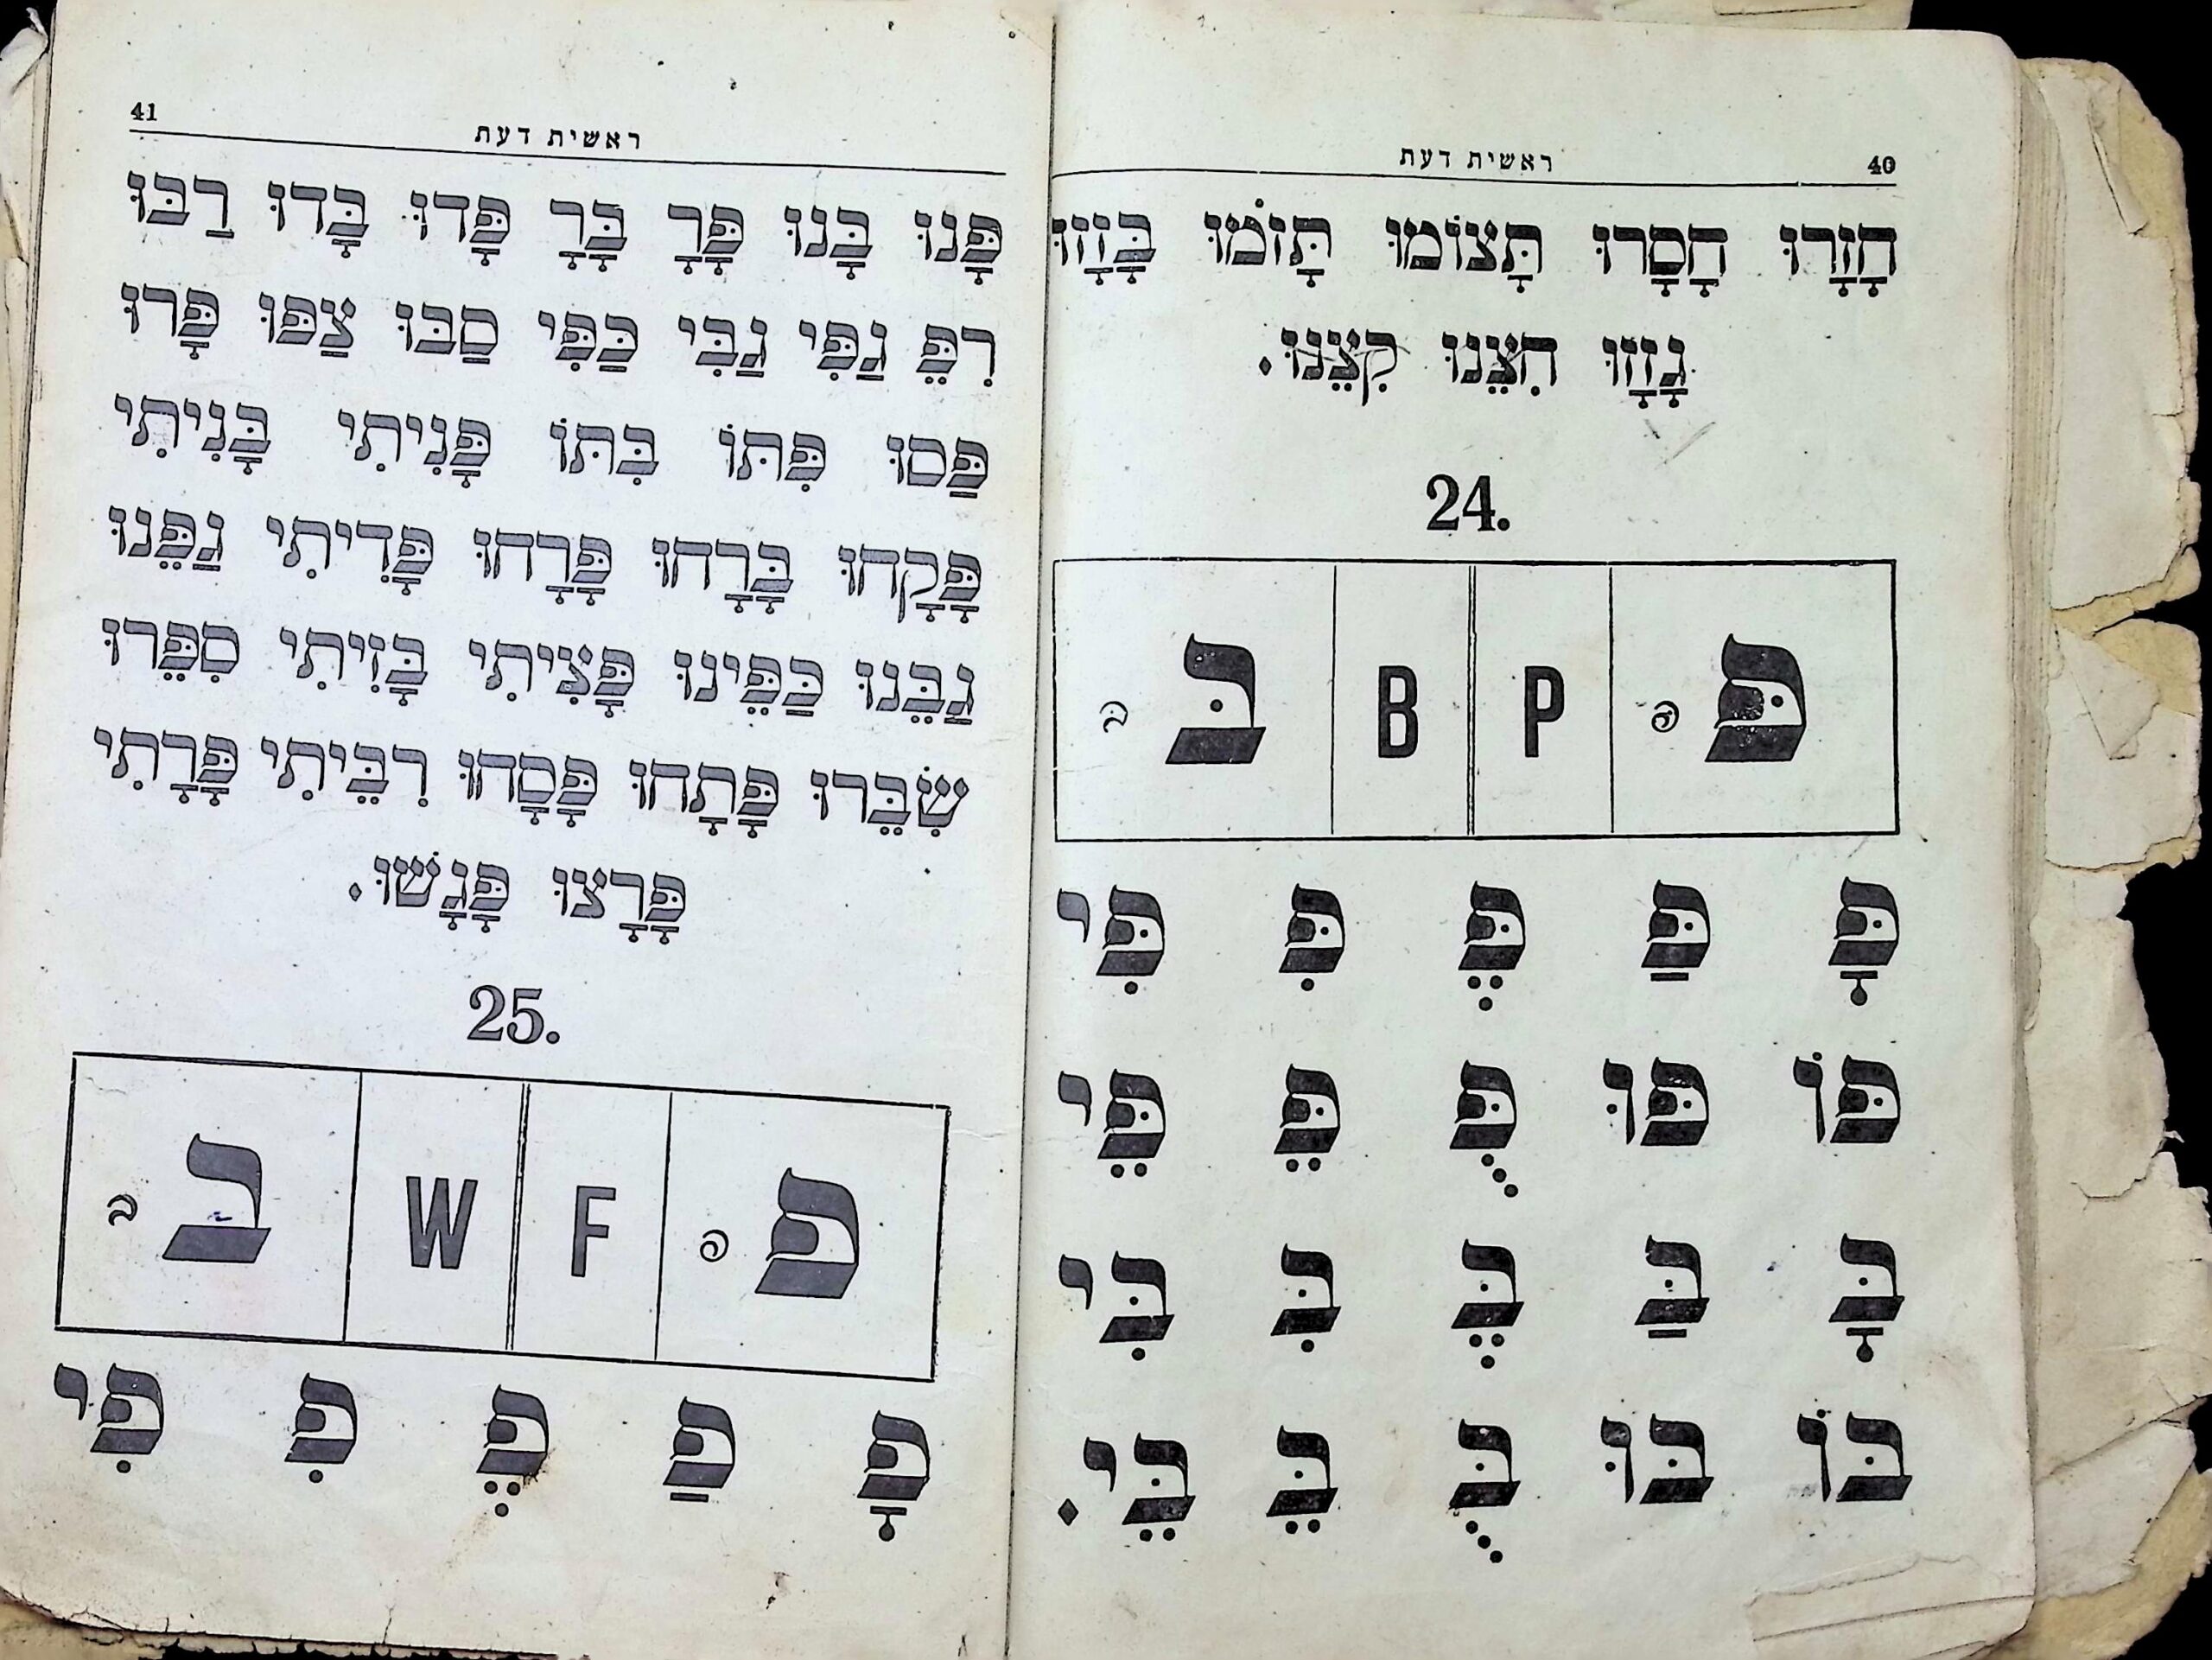 ראשית דעת 40
חָזָרוּ חָסָרוּ תָּצוֹמוּ תָּזֹמוּ בָּזָזוּ
גָזָזוּ חִצֵּנוּ קִצֵּנוּ.
24.
פּ P B בּ
פָּ פַּ פֶּ פִּ פִּי
פּוֹ פּוּ פֻּ פֵּ פֵּי
בָּ בַּ בֶּ בִּ בִּי
בּוֹ בּוּ בֻּ בֵּ בֵּי.
41 ראשית דעת
פָּנוּ בָּנוּ פָּרָ בָּרָ פָּדוּ בָּדוּ רַבּוּ
רִפֵּ גַפִּי גַבִּי כַּפִּי סַבּוּ צַפּוּ פָּרוּ
פַּסוּ פִּתּוֹ בִּתּוֹ פָּנִיתִי בָּנִיתִי
פָּקָחוּ בָּרָחוּ פָּרָחוּ פָּדִיתִי גַפֵּנוּ
גַבֵּנוּ כַּפֵּינוּ פָּצִיתִי בָּזִיתִי סִפֵּרוּ
שִׂבֵּרוּ פָּתָחוּ פָּסָחוּ רִבֵּיתִי פָּרָתִי
פָּרָצוּ פָּגָשׁוּ.
25.
פ F W ב
פָ פַ פֶ פִ פִי